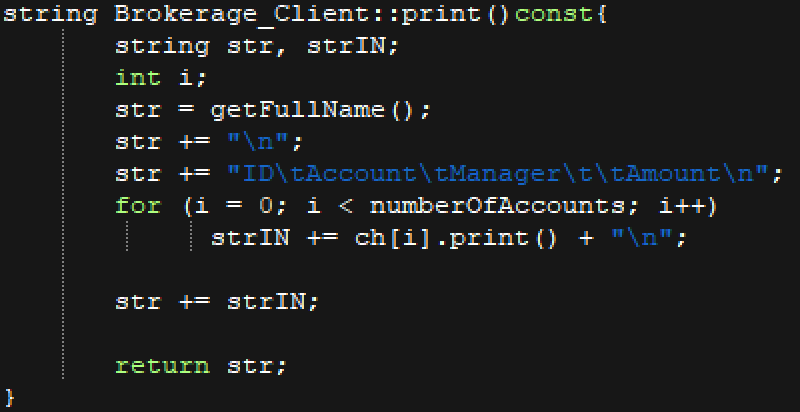 string Brokerage_Client::print()const{
string str, strIN;
int i;
str = getFullName();
str += "\n";
str += "ID\tAccount\tManager\t\tAmount\n";
for (i = 0; i < numberOfAccounts; i++)
strIN += ch[i].print() + "\n";
str += strIN;
return str;
}